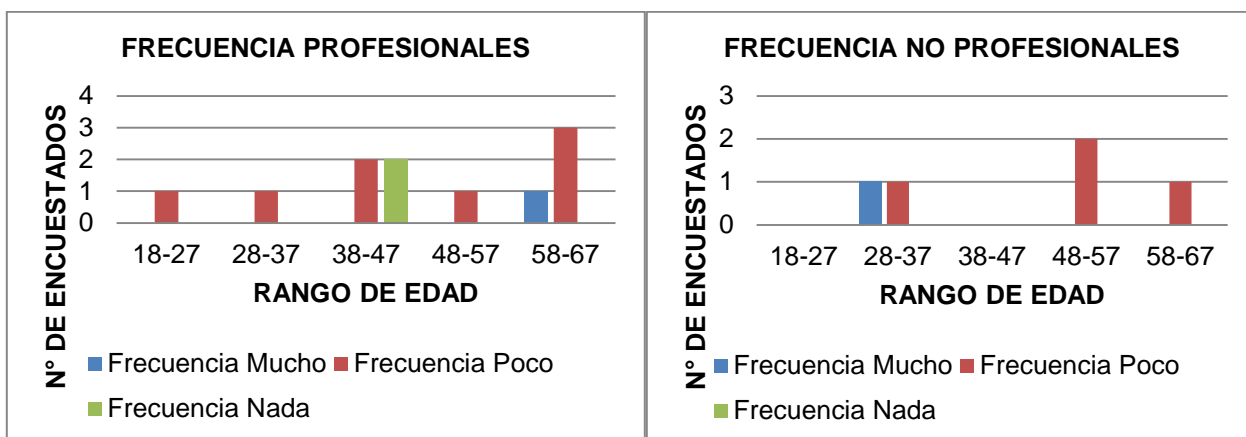 FRECUENCIA PROFESIONALES
N° DE ENCUESTADOS
4
3
2
1
0
18-27 28-37 38-47 48-57 58-67
RANGO DE EDAD
Frecuencia Mucho Frecuencia Poco
Frecuencia Nada
FRECUENCIA NO PROFESIONALES
N° DE ENCUESTADOS
3
2
1
0
18-27 28-37 38-47 48-57 58-67
RANGO DE EDAD
Frecuencia Mucho Frecuencia Poco
Frecuencia Nada